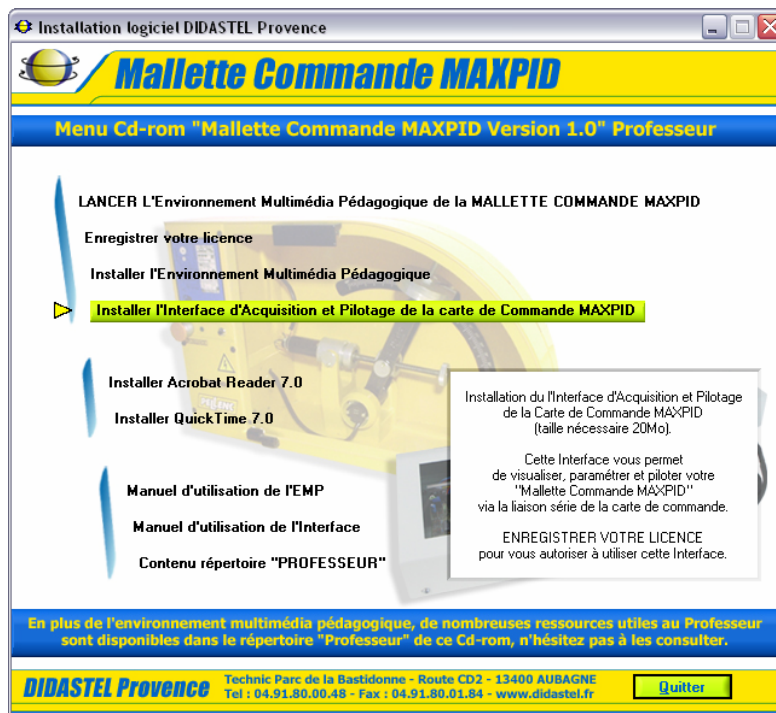 Installation logiciel DIDASTEL Provence
Mallette Commande MAXPID
Menu Cd-rom "Mallette Commande MAXPID Version 1.0" Professeur
LANCER L'Environnement Multimédia Pédagogique de la MALLETTE COMMANDE MAXPID
Enregistrer votre licence
Installer l'Environnement Multimédia Pédagogique
Installer l'Interface d'Acquisition et Pilotage de la carte de Commande MAXPID
Installer Acrobat Reader 7.0
Installer QuickTime 7.0
Installation du l'Interface d'Acquisition et Pilotage
de la Carte de Commande MAXPID
(taille nécessaire 20Mo).
Cette Interface vous permet
de visualiser, paramétrer et piloter votre
"Mallette Commande MAXPID"
via la liaison série de la carte de commande.
ENREGISTRER VOTRE LICENCE
pour vous autoriser à utiliser cette Interface.
Manuel d'utilisation de l'EMP
Manuel d'utilisation de l'Interface
Contenu répertoire "PROFESSEUR"
En plus de l'environnement multimédia pédagogique, de nombreuses ressources utiles au Professeur
sont disponibles dans le répertoire "Professeur" de ce Cd-rom, n'hésitez pas à les consulter.
DIDASTEL Provence
Technic Parc de la Bastidonne - Route CD2 - 13400 AUBAGNE
Tel : 04.91.80.00.48 - Fax : 04.91.80.01.84 - www.didastel.fr
Quitter